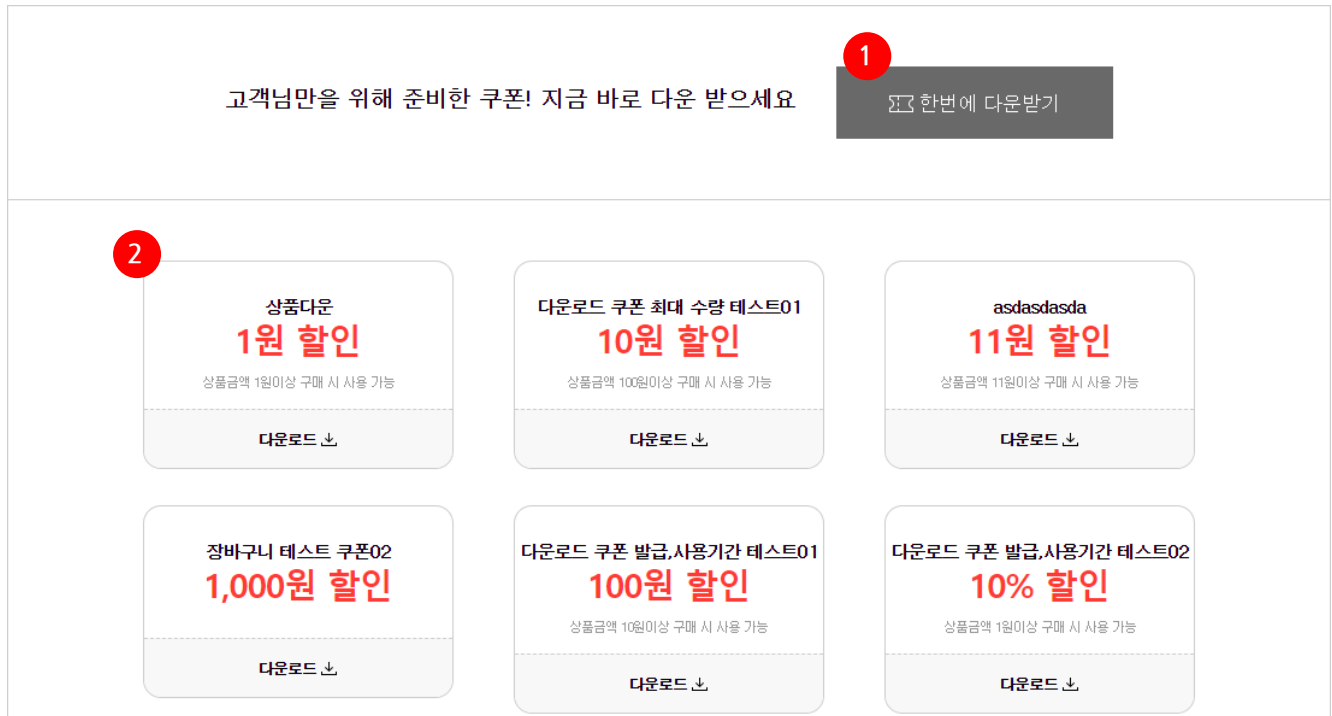 1
고객님만을 위해 준비한 쿠폰! 지금 바로 다운 받으세요
한번에 다운받기
2
상품다운
1원 할인
상품금액 1원이상 구매 시 사용 가능
다운로드
다운로드 쿠폰 최대 수량 테스트01
10원 할인
상품금액 100원이상 구매 시 사용 가능
다운로드
asdasdasda
11원 할인
상품금액 11원이상 구매 시 사용 가능
다운로드
장바구니 테스트 쿠폰02
1,000원 할인
다운로드
다운로드 쿠폰 발급,사용기간 테스트01
100원 할인
상품금액 10원이상 구매 시 사용 가능
다운로드
다운로드 쿠폰 발급,사용기간 테스트02
10% 할인
상품금액 1원이상 구매 시 사용 가능
다운로드